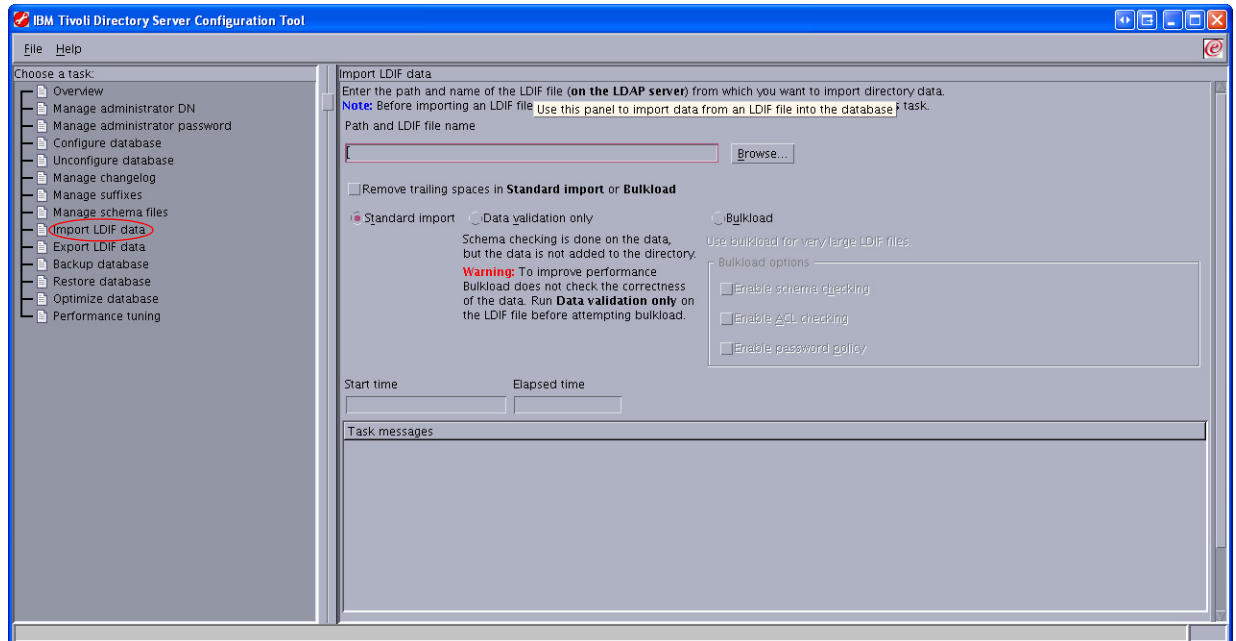 IBM Tivoli Directory Server Configuration Tool
File Help
Choose a task:
Overview
Manage administrator DN
Manage administrator password
Configure database
Unconfigure database
Manage changelog
Manage suffixes
Manage schema files
Import LDIF data
Export LDIF data
Backup database
Restore database
Optimize database
Performance tuning
Import LDIF data
Enter the path and name of the LDIF file (on the LDAP server) from which you want to import directory data.
Note: Before importing an LDIF file
Use this panel to import data from an LDIF file into the database
task.
Path and LDIF file name
Browse...
Remove trailing spaces in Standard import or Bulkload
Standard import Data validation only Bulkload
Schema checking is done on the data,
but the data is not added to the directory.
Warning: To improve performance
Bulkload does not check the correctness
of the data. Run Data validation only on
the LDIF file before attempting bulkload.
Use bulkload for very large LDIF files.
Bulkload options
Enable schema checking
Enable ACL checking
Enable password policy
Start time Elapsed time
Task messages